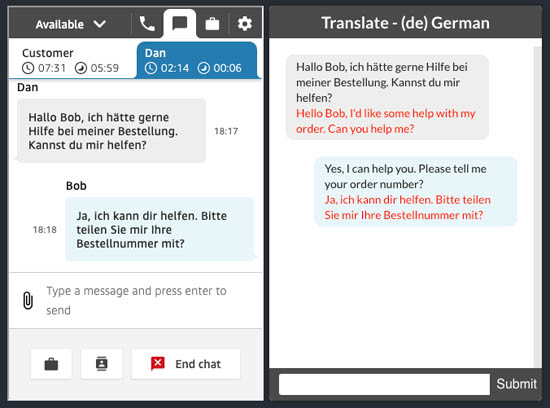 Available
Customer
07:31 05:59
Dan
02:14 00:06
Dan
Hallo Bob, ich hätte gerne
Hilfe bei meiner Bestellung.
Kannst du mir helfen?
18:17
Bob
Ja, ich kann dir helfen. Bitte
teilen Sie mir Ihre
Bestellnummer mit?
18:18
Type a message and press enter to
send
End chat
Translate - (de) German
Hallo Bob, ich hätte gerne Hilfe bei
meiner Bestellung. Kannst du mir
helfen?
Hello Bob, I'd like some help with my
order. Can you help me?
Yes, I can help you. Please tell me
your order number?
Ja, ich kann dir helfen. Bitte teilen
Sie mir Ihre Bestellnummer mit?
Submit